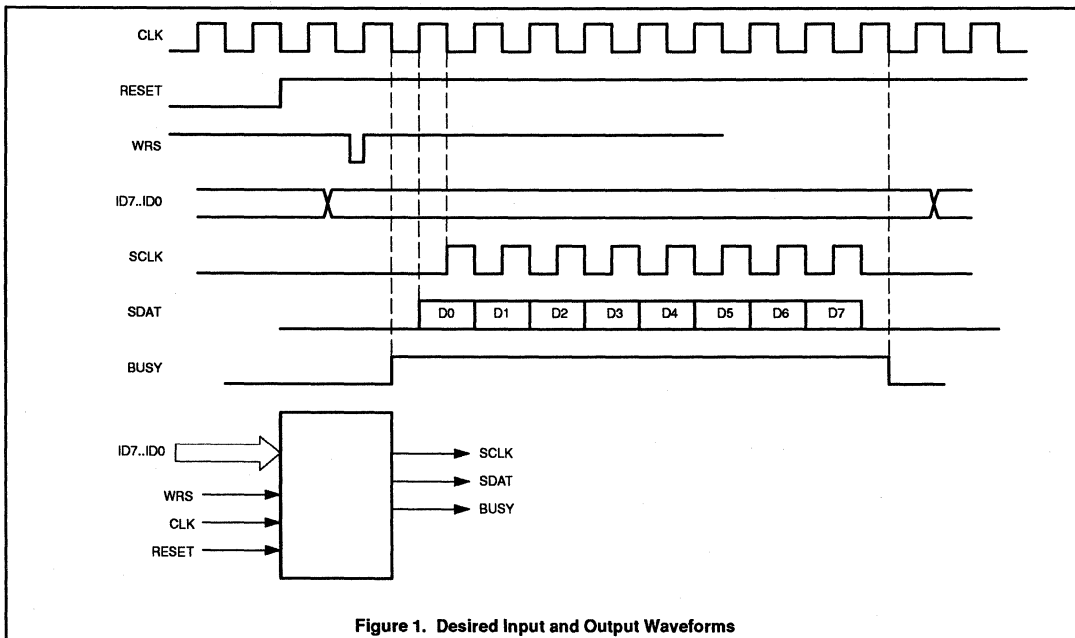 CLK
RESET
WRS
ID7..ID0
SCLK
SDAT D0 D1 D2 D3 D4 D5 D6 D7
BUSY
ID7..ID0 SCLK
SDAT
WRS BUSY
CLK
RESET
Figure 1. Desired Input and Output Waveforms